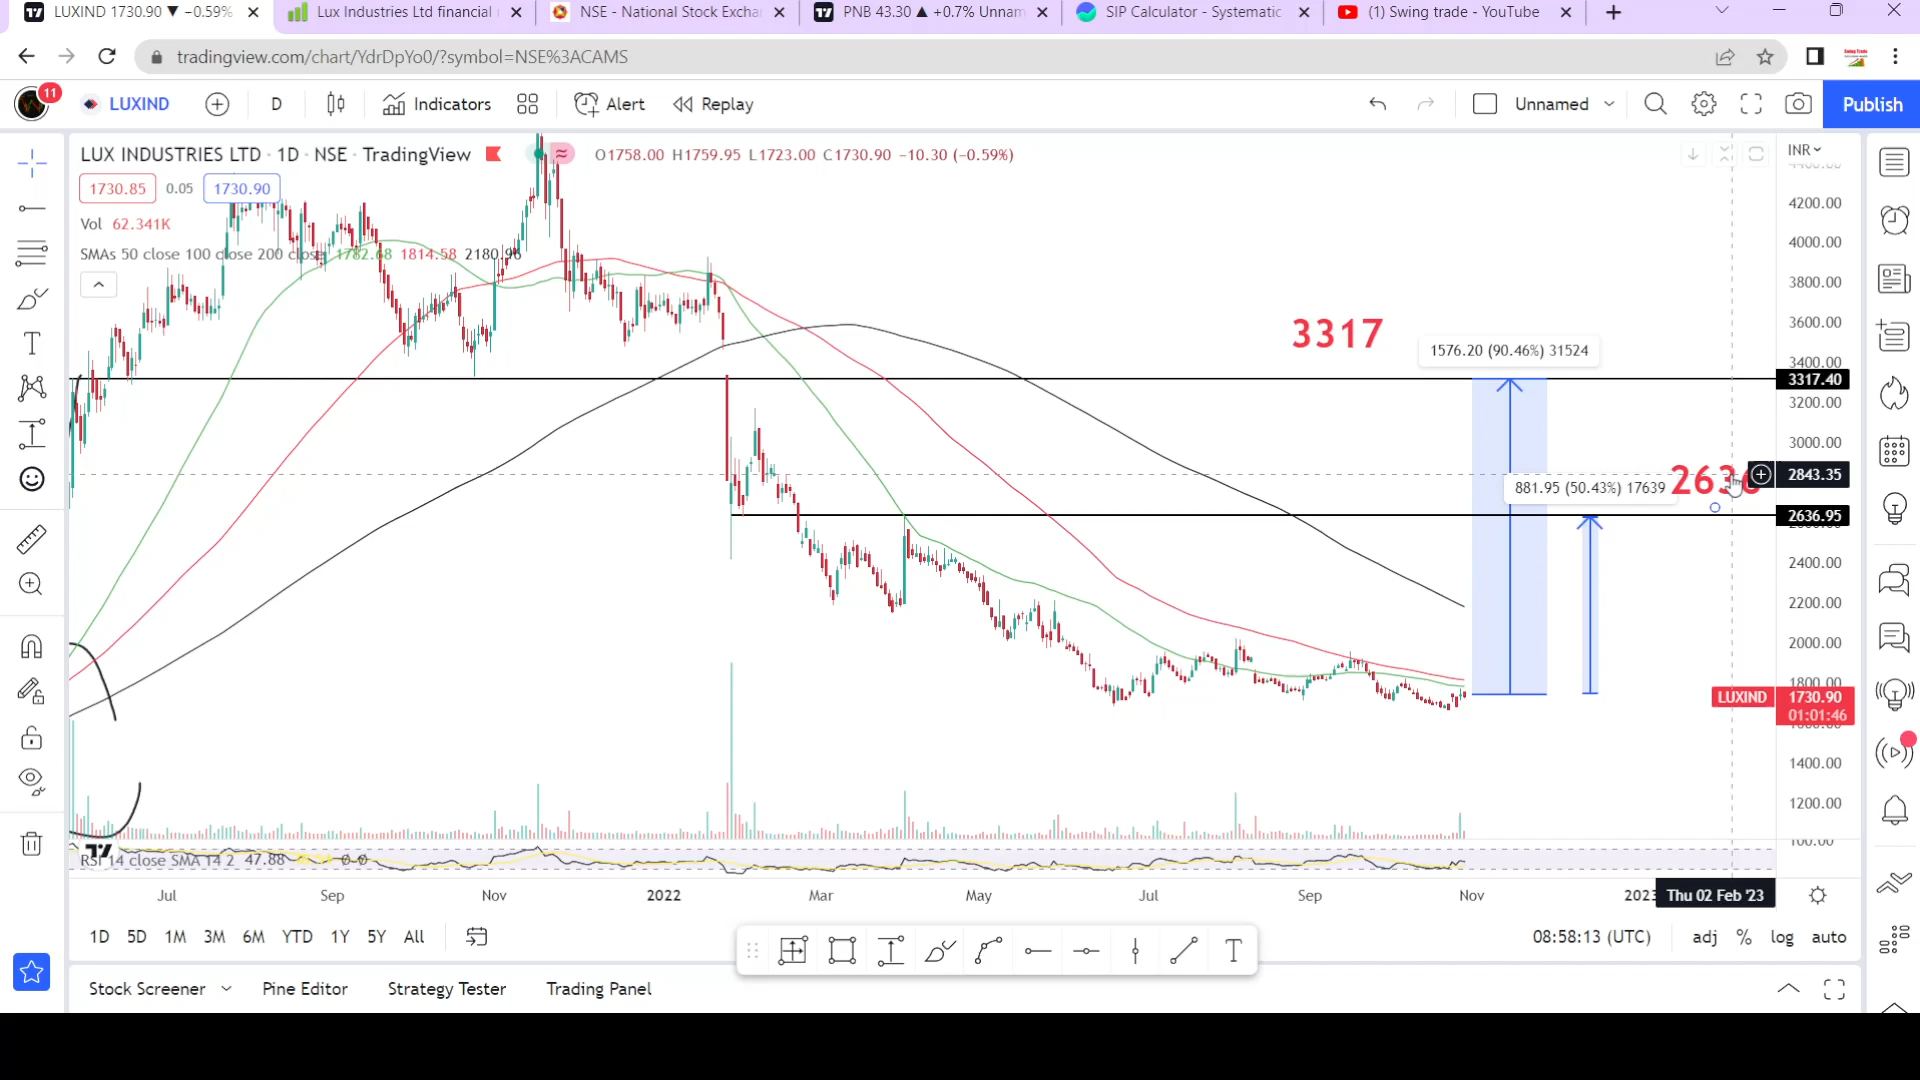 LUXIND 1730.90 ▼ −0.59%
Lux Industries Ltd financial
NSE - National Stock Excha
PNB 43.30 ▲ +0.7% Unnam
SIP Calculator - Systematic
(1) Swing trade - YouTube
tradingview.com/chart/YdrDpYo0/?symbol=NSE%3ACAMS
11
LUXIND
D
Indicators
Alert
Replay
Unnamed
Publish
LUX INDUSTRIES LTD · 1D · NSE · TradingView
O1758.00 H1759.95 L1723.00 C1730.90 −10.30 (−0.59%)
INR
1730.85 0.05 1730.90
Vol 62.341K
SMAs 50 close 100 close 200 close 1782.68 1814.58 2180.96
4200.00
4000.00
3800.00
3600.00
3400.00
3317.40
3200.00
3000.00
2843.35
2636.95
2400.00
2200.00
2000.00
1800.00
LUXIND 1730.90
01:01:46
1400.00
1200.00
100.00
3317
1576.20 (90.46%) 31524
2636
881.95 (50.43%) 17639
RSI 14 close SMA 14 2 47.88
Jul Sep Nov 2022 Mar May Jul Sep Nov 2023 Thu 02 Feb '23
1D 5D 1M 3M 6M YTD 1Y 5Y All
08:58:13 (UTC) adj % log auto
Stock Screener Pine Editor Strategy Tester Trading Panel